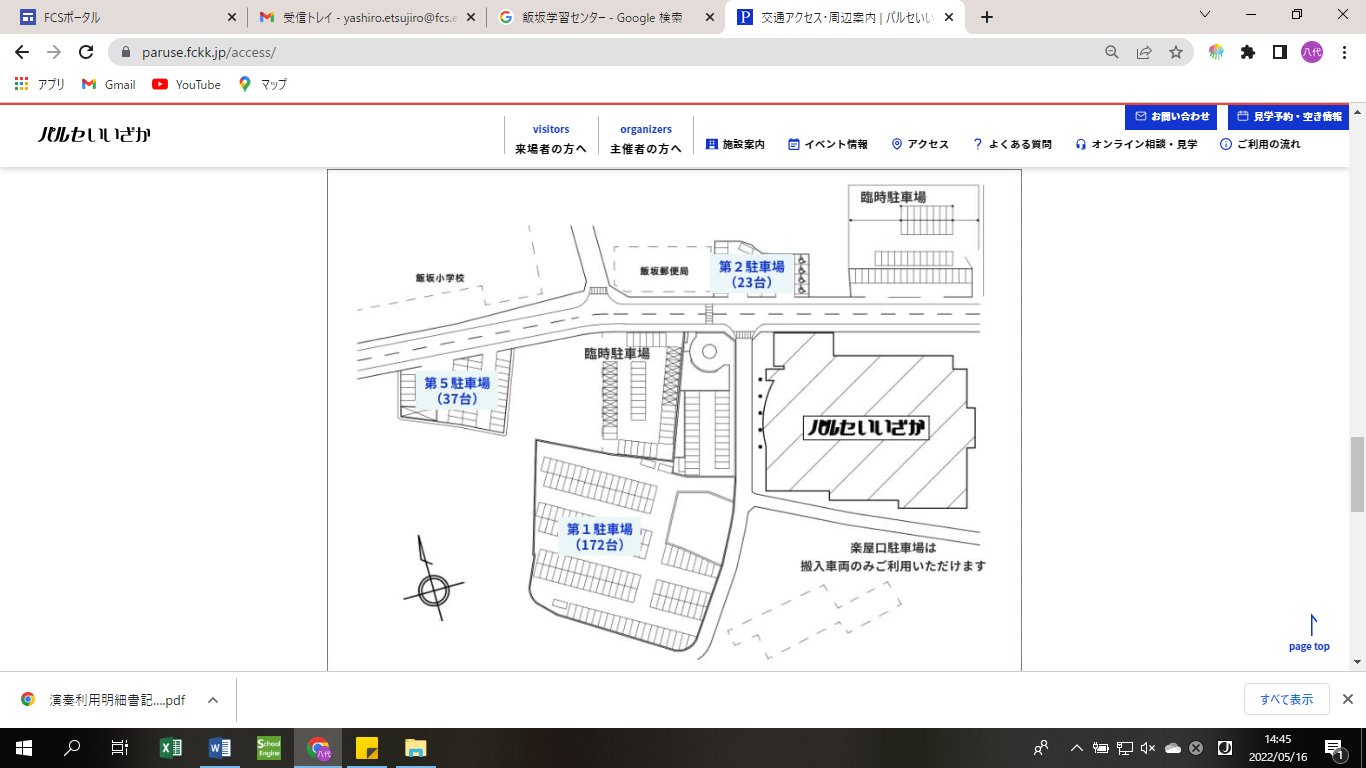 FCSポータル
受信トレイ - yashiro.etsujiro@fcs.e
飯坂学習センター - Google 検索
交通アクセス・周辺案内 | パルセいい
paruse.fckk.jp/access/
八代
アプリ
Gmail
YouTube
マップ
お問い合わせ
見学予約・空き情報
パルセいいざか
visitors
来場者の方へ
organizers
主催者の方へ
施設案内
イベント情報
アクセス
よくある質問
オンライン相談・見学
ご利用の流れ
臨時駐車場
飯坂小学校
飯坂郵便局
第２駐車場
（23台）
臨時駐車場
第５駐車場
（37台）
パルセいいざか
第１駐車場
（172台）
楽屋口駐車場は
搬入車両のみご利用いただけます
page top
演奏利用明細書記....pdf
すべて表示
School
Engine
八代
14:45
2022/05/16
1